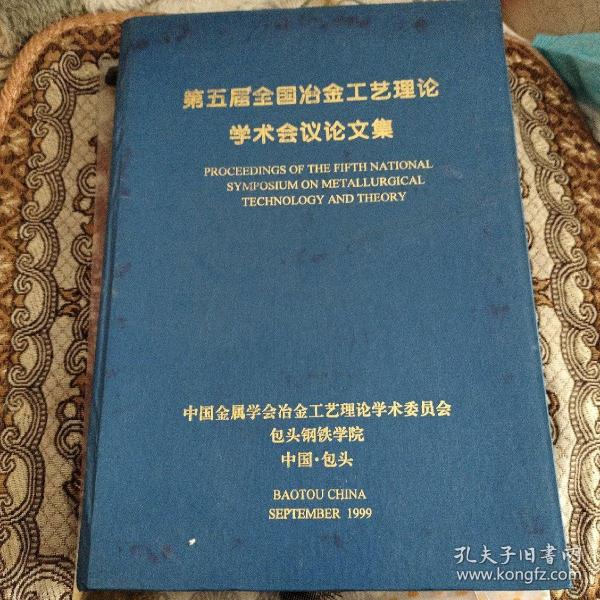 第五届全国冶金工艺理论
学术会议论文集
PROCEEDINGS OF THE FIFTH NATIONAL
SYMPOSIUM ON METALLURGICAL
TECHNOLOGY AND THEORY
中国金属学会冶金工艺理论学术委员会
包头钢铁学院
中国·包头
BAOTOU CHINA
SEPTEMBER 1999
孔夫子旧书网
www.kongfz.com